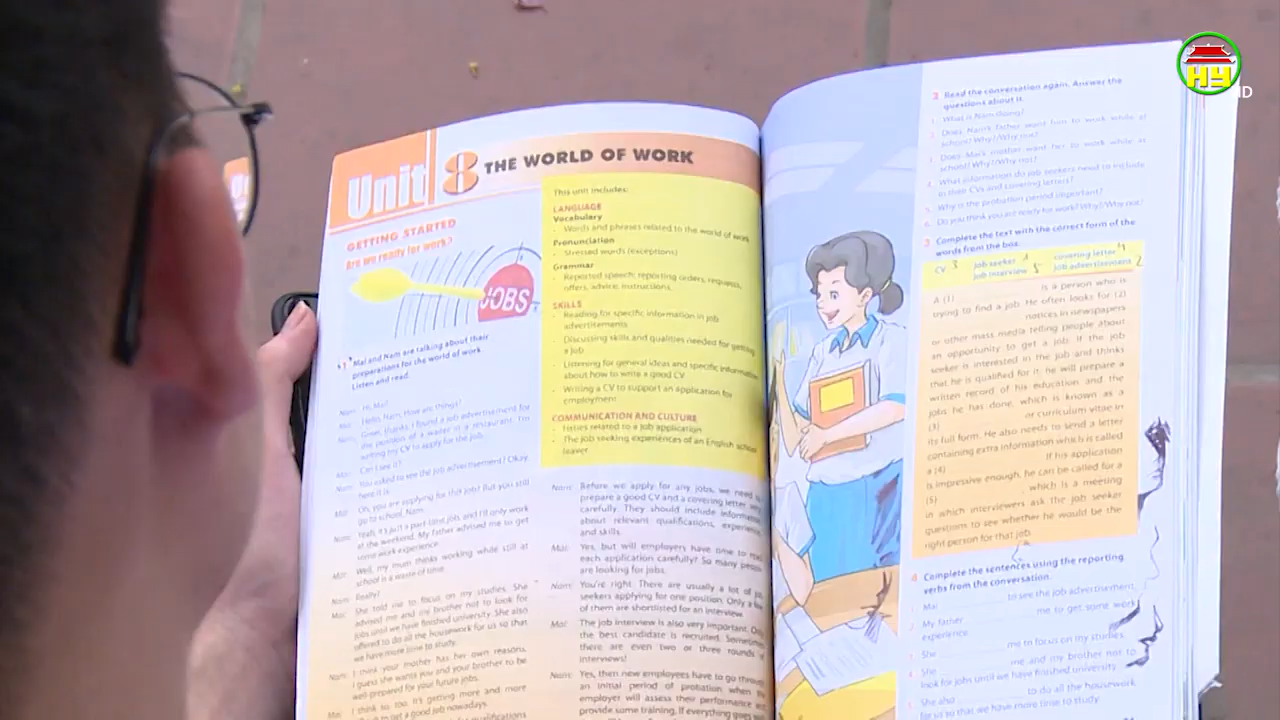 HY
HD
Unit 8 THE WORLD OF WORK
GETTING STARTED
Are we ready for work?
JOBS
1 Mai and Nam are talking about their
preparations for the world of work.
Listen and read.
Nam: Hi, Mai!
Mai: Hello, Nam. How are things?
Nam: Great, thanks. I found a job advertisement for
the position of a waiter in a restaurant. I'm
writing my CV to apply for the job.
Mai: Can I see it?
Nam: You asked to see the job advertisement? Okay,
here it is.
Mai: Oh, you are applying for this job? But you still
go to school, Nam.
Nam: Yeah, it's just a part-time job and I'll only work
at the weekend. My father advised me to get
some work experience.
Mai: Well, my mum thinks working while still at
school is a waste of time.
Nam: Really?
Mai: She told me to focus on my studies. She
advised me and my brother not to look for
jobs until we have finished university. She also
offered to do all the housework for us so that
we have more time to study.
Nam: I think your mother has her own reasons.
I guess she wants you and your brother to be
well-prepared for your future jobs.
Mai: I think so too. It's getting more and more
to get a good job nowadays.
qualifications
This unit includes:
LANGUAGE
Vocabulary
• Words and phrases related to the world of work
Pronunciation
• Stressed words (exceptions)
Grammar
• Reported speech: reporting orders, requests,
offers, advice, instructions,
SKILLS
• Reading for specific information in job
advertisements
• Discussing skills and qualities needed for getting
a job
• Listening for general ideas and specific information
about how to write a good CV
• Writing a CV to support an application for
employment
COMMUNICATION AND CULTURE
• Issues related to a job application
• The job seeking experiences of an English school
leaver
Nam: Before we apply for any jobs, we need
prepare a good CV and a covering letter very
carefully. They should include information
about relevant qualifications, experience,
and skills.
Mai: Yes, but will employers have time to read
each application carefully? So many people
are looking for jobs.
Nam: You're right. There are usually a lot of job
seekers applying for one position. Only a few
of them are shortlisted for an interview.
Mai: The job interview is also very important. Only
the best candidate is recruited. Sometimes
there are even two or three rounds of
interviews!
Nam: Yes, then new employees have to go through
an initial period of probation when the
employer will assess their performance and
provide some training. If everything goes
2 Read the conversation again. Answer the
questions about it.
1. What is Nam doing?
2. Does Nam's father want him to work while at
school? Why?/Why not?
3. Does Mai's mother want her to work while at
school? Why?/Why not?
4. What information do job seekers need to include
in their CVs and covering letters?
5. Why is the probation period important?
6. Do you think you are ready for work? Why?/Why not?
3 Complete the text with the correct form of the
words from the box.
CV 3 job seeker 1 covering letter 4
job interview 5 job advertisement 2
A (1) is a person who is
trying to find a job. He often looks for (2)
notices in newspapers
or other mass media telling people about
an opportunity to get a job. If the job
seeker is interested in the job and thinks
that he is qualified for it, he will prepare a
written record of his education and the
jobs he has done, which is known as a
(3) or curriculum vitae in
its full form. He also needs to send a letter
containing extra information which is called
a (4) If his application
is impressive enough, he can be called for a
(5) , which is a meeting
in which interviewers ask the job seeker
questions to see whether he would be the
right person for that job.
4 Complete the sentences using the reporting
verbs from the conversation.
1. Mai to see the job advertisement.
2. My father me to get some work
experience.
3. She me to focus on my studies.
4. She me and my brother not to
look for jobs until we have finished university.
5. She also to do all the housework
for us so that we have more time to study.